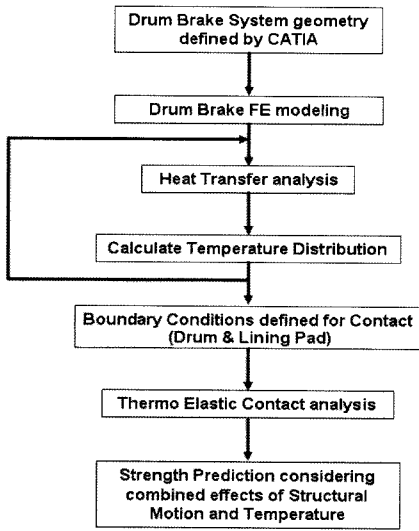 Drum Brake System geometry
defined by CATIA
Drum Brake FE modeling
Heat Transfer analysis
Calculate Temperature Distribution
Boundary Conditions defined for Contact
(Drum & Lining Pad)
Thermo Elastic Contact analysis
Strength Prediction considering
combined effects of Structural
Motion and Temperature